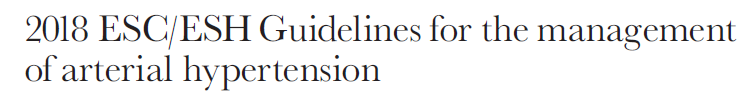 2018 ESC/ESH Guidelines for the management
of arterial hypertension